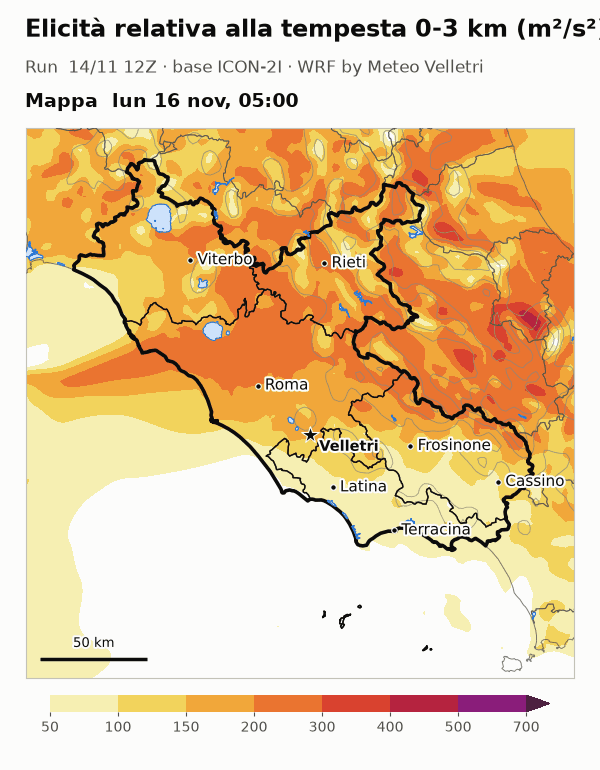 Elicità relativa alla tempesta 0-3 km (m²/s²)
Run 14/11 12Z · base ICON-2I · WRF by Meteo Velletri
Mappa lun 16 nov, 05:00
Viterbo
Rieti
Roma
Velletri
Frosinone
Cassino
Latina
Terracina
50 km
50 100 150 200 300 400 500 700